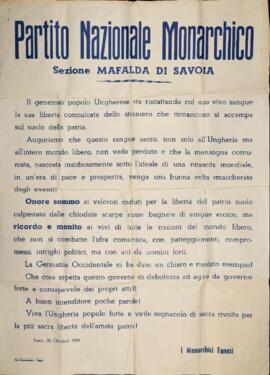 Partito Nazionale Monarchico
Sezione MAFALDA DI SAVOIA
Il generoso popolo Ungherese sta riscattando col suo vivo sangue
la sua libertà conculcata dello straniero che minaccioso si accampa
sul suolo della patria.
Auguriamo che questo sangue sacro, non solo all'Ungheria ma
all'intero mondo libero, non vada perduto e che la menzogna comu-
nista, nascosta insidiosamente sotto l'ideale di una rinascita mondiale,
in un'era di pace e prosperità, venga una buona volta smascherata
dagli eventi!
Onore sommo ai valorosi caduti per la libertà del patrio suolo
calpestato dalle chiodate scarpe russe bagnate di sangue eroico, ma
ricordo e monito ai vivi di tutte le nazioni del mondo libero,
chè non si combatte l'idra comunista, con patteggiamenti, compro-
messi, intrighi politici, ma con atti da uomini forti.
La Germania Occidentale ci ha dato un chiaro e risoluto esempio!
Che cosa aspetta questo governo di debolezza ad agire da governo
forte e consapevole dei propri atti?
A buon intenditore poche parole!
Viva l'Ungheria popolo forte e virile segnacolo di sacra rivolta per
la più sacra libertà dell'amata patria!
Fano, 30 Ottobre 1956
I Monarchici Fanesi